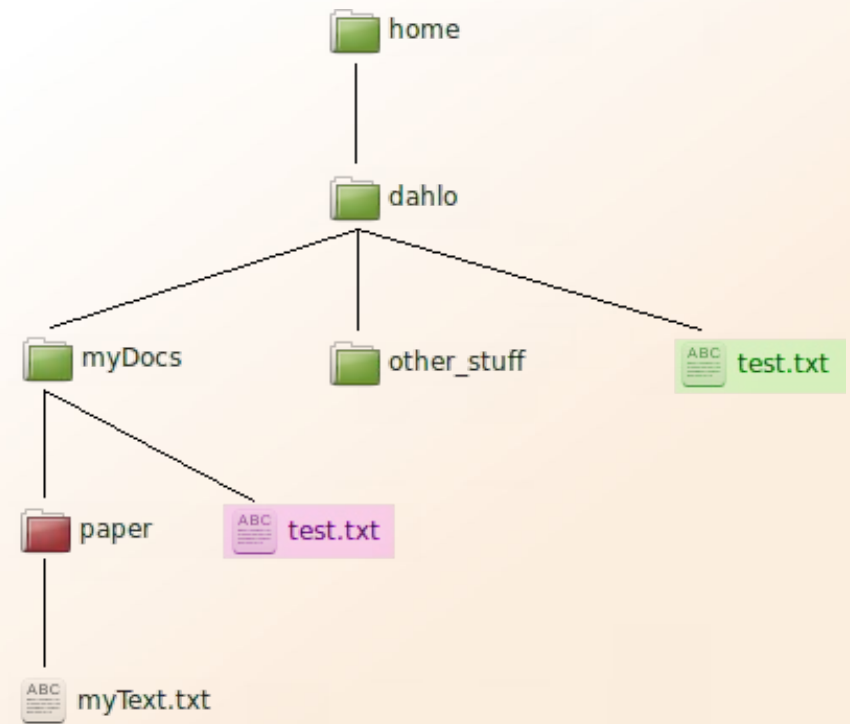 home
dahlo
myDocs
other_stuff
ABC
test.txt
paper
ABC
test.txt
ABC
myText.txt